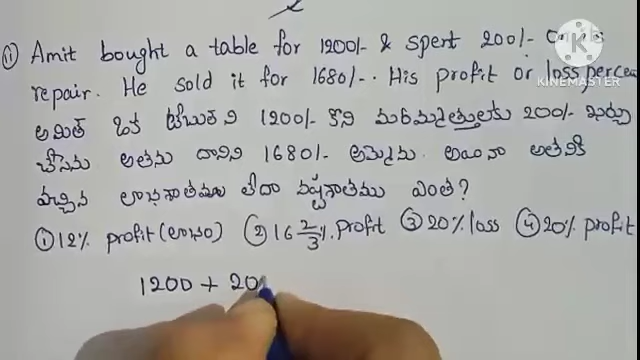 11) Amit bought a table for 1200/- & spent 200/- on its
repair. He sold it for 1680/-. His profit or loss percen
అమిత్ ఒక టేబుల్ ని 1200/- కొని మరమ్మత్తులకు 200/- ఖర్చు
చేసెను అతను దానిని 1680/- అమ్మెను. అయినా అతనికి
వచ్చిన లాభశాతము లేదా నష్టశాతము ఎంత?
① 12% profit (లాభం) ② 16 2/3 % profit ③ 20% loss ④ 20% profit
1200 + 20
KINEMASTER